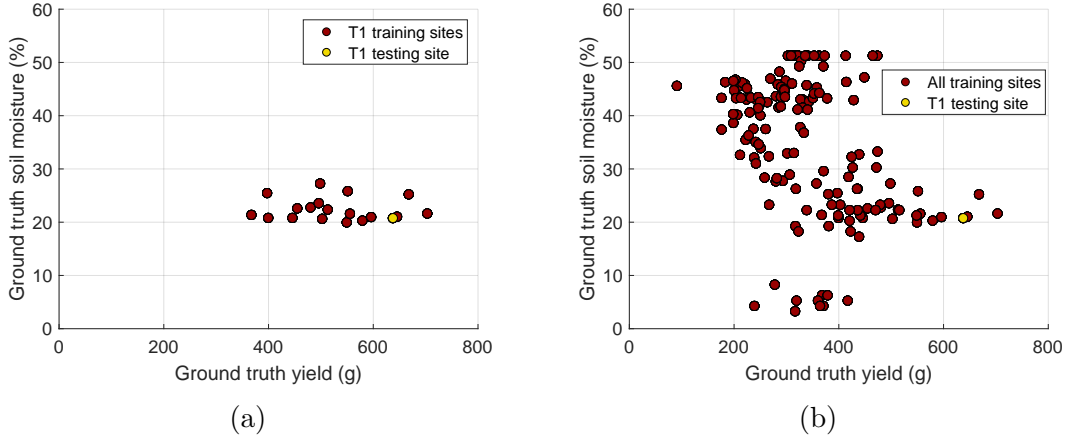 60
50
40
30
20
10
0
Ground truth soil moisture (%)
T1 training sites
T1 testing site
0 200 400 600 800
Ground truth yield (g)
(a)
60
50
40
30
20
10
0
Ground truth soil moisture (%)
All training sites
T1 testing site
0 200 400 600 800
Ground truth yield (g)
(b)